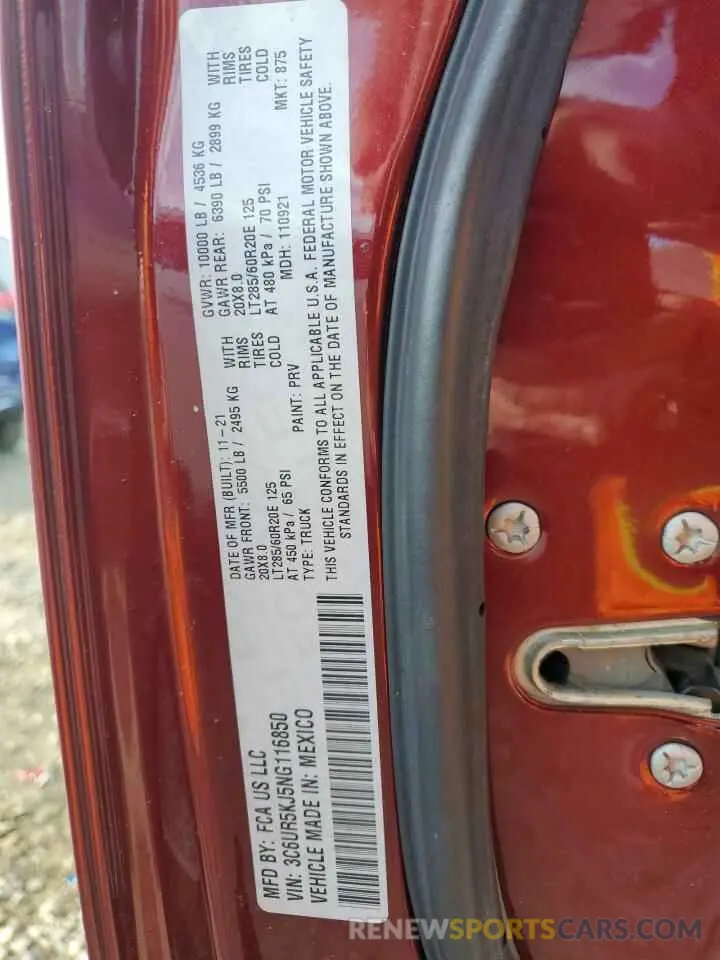 MFD BY: FCA US LLC
DATE OF MFR (BUILT): 11-21
GVWR: 10000 LB / 4536 KG
GAWR FRONT: 5500 LB / 2495 KG WITH
20X8.0 RIMS
LT285/60R20E 125 TIRES
AT 450 kPa / 65 PSI COLD
GAWR REAR: 6390 LB / 2899 KG WITH
20X8.0 RIMS
LT285/60R20E 125 TIRES
AT 480 kPa / 70 PSI COLD
VIN: 3C6UR5KJ5NG116850
TYPE: TRUCK PAINT: PRV MDH: 110921 MKT: 875
VEHICLE MADE IN: MEXICO
THIS VEHICLE CONFORMS TO ALL APPLICABLE U.S.A. FEDERAL MOTOR VEHICLE SAFETY
STANDARDS IN EFFECT ON THE DATE OF MANUFACTURE SHOWN ABOVE.
RENEWSPORTSCARS.COM